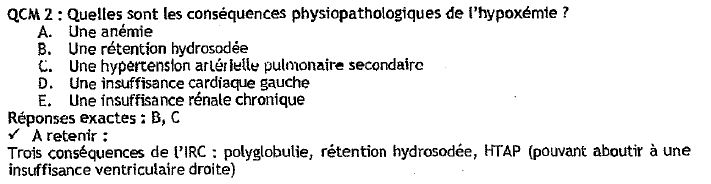 QCM 2 : Quelles sont les conséquences physiopathologiques de l'hypoxémie ?
A. Une anémie
B. Une rétention hydrosodée
C. Une hypertension artérielle pulmonaire secondaire
D. Une insuffisance cardiaque gauche
E. Une insuffisance rénale chronique
Réponses exactes : B, C
✓ A retenir :
Trois conséquences de l'IRC : polyglobulie, rétention hydrosodée, HTAP (pouvant aboutir à une
insuffisance ventriculaire droite)